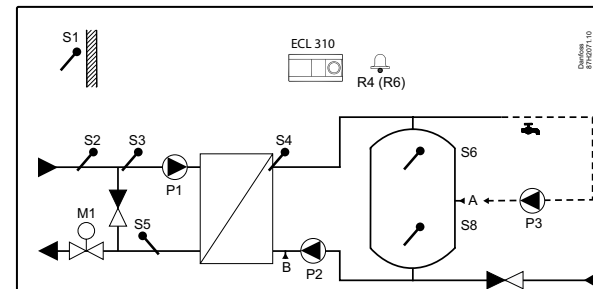 S1
ECL 310
R4 (R6)
Danfoss
87H2071.10
S2
S3
P1
S4
S6
A
P3
S8
M1
S5
B
P2